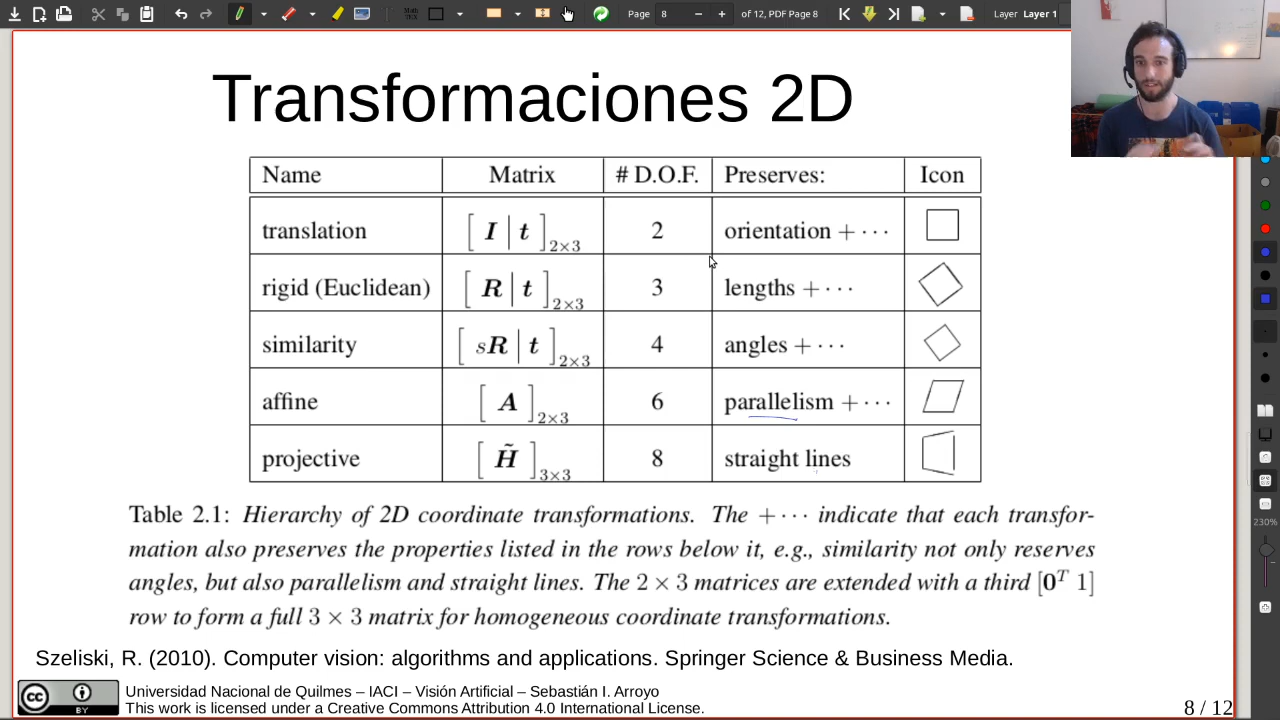 Math
TEX
Page 8 of 12, PDF Page 8 Layer Layer 1
Transformaciones 2D
Name Matrix # D.O.F. Preserves: Icon
translation [ I | t ]2×3 2 orientation + ···
rigid (Euclidean) [ R | t ]2×3 3 lengths + ···
similarity [ sR | t ]2×3 4 angles + ···
affine [ A ]2×3 6 parallelism + ···
projective [ H̃ ]3×3 8 straight lines
Table 2.1: Hierarchy of 2D coordinate transformations. The + ··· indicate that each transfor-
mation also preserves the properties listed in the rows below it, e.g., similarity not only reserves
angles, but also parallelism and straight lines. The 2 × 3 matrices are extended with a third [0ᵀ 1]
row to form a full 3 × 3 matrix for homogeneous coordinate transformations.
230%
Szeliski, R. (2010). Computer vision: algorithms and applications. Springer Science & Business Media.
cc BY
Universidad Nacional de Quilmes – IACI – Visión Artificial – Sebastián I. Arroyo
This work is licensed under a Creative Commons Attribution 4.0 International License.
8 / 12